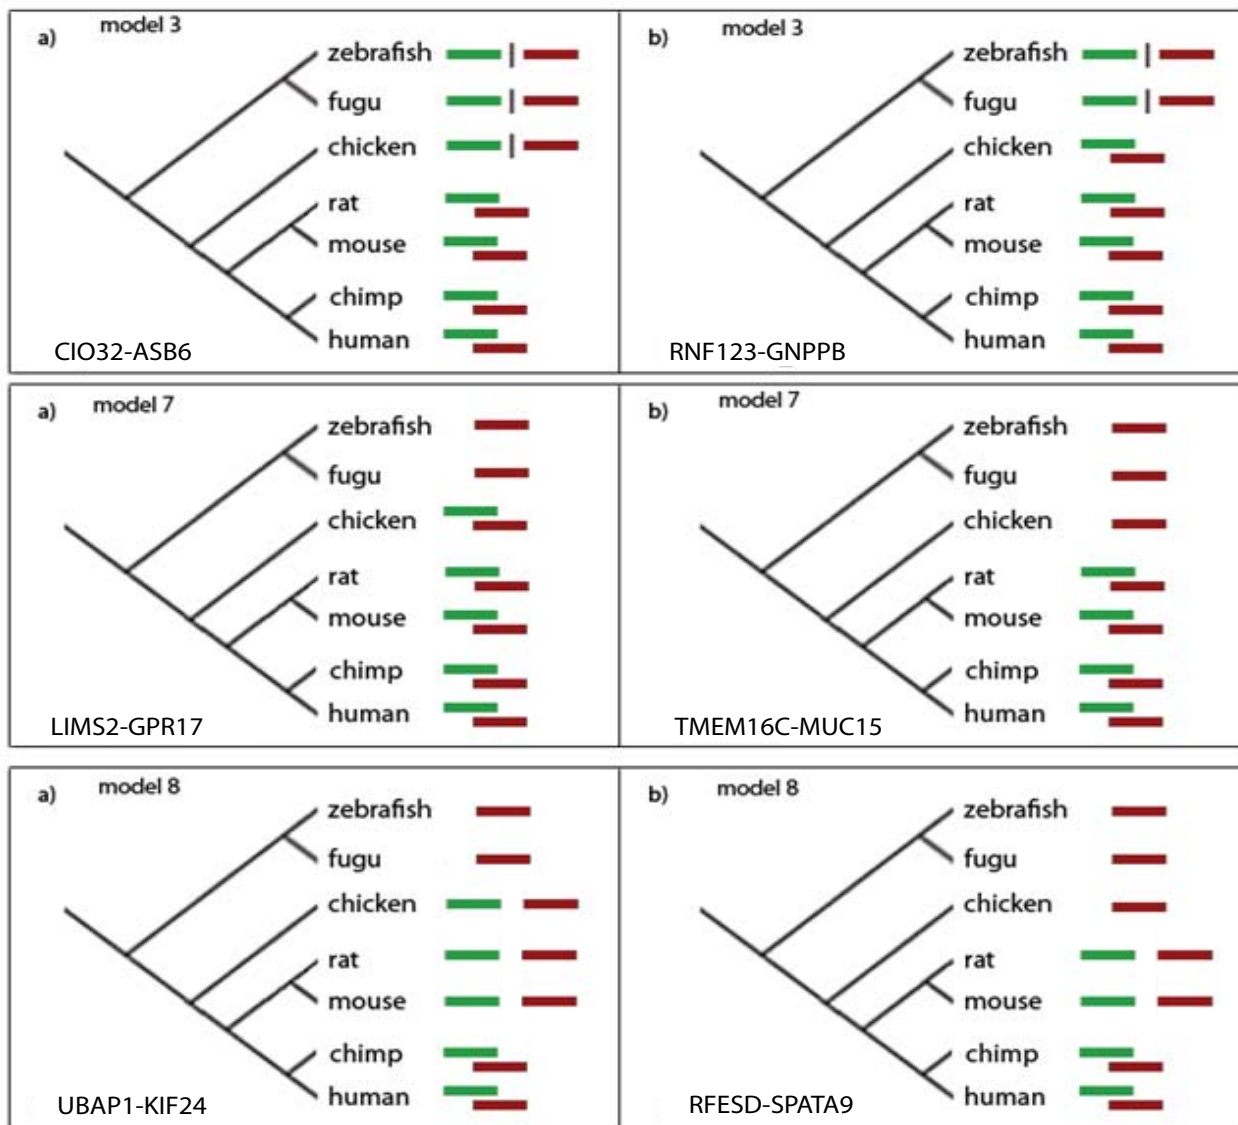 a) model 3
zebrafish
fugu
chicken
rat
mouse
chimp
human
CIO32-ASB6
b) model 3
zebrafish
fugu
chicken
rat
mouse
chimp
human
RNF123-GNPPB
a) model 7
zebrafish
fugu
chicken
rat
mouse
chimp
human
LIMS2-GPR17
b) model 7
zebrafish
fugu
chicken
rat
mouse
chimp
human
TMEM16C-MUC15
a) model 8
zebrafish
fugu
chicken
rat
mouse
chimp
human
UBAP1-KIF24
b) model 8
zebrafish
fugu
chicken
rat
mouse
chimp
human
RFESD-SPATA9